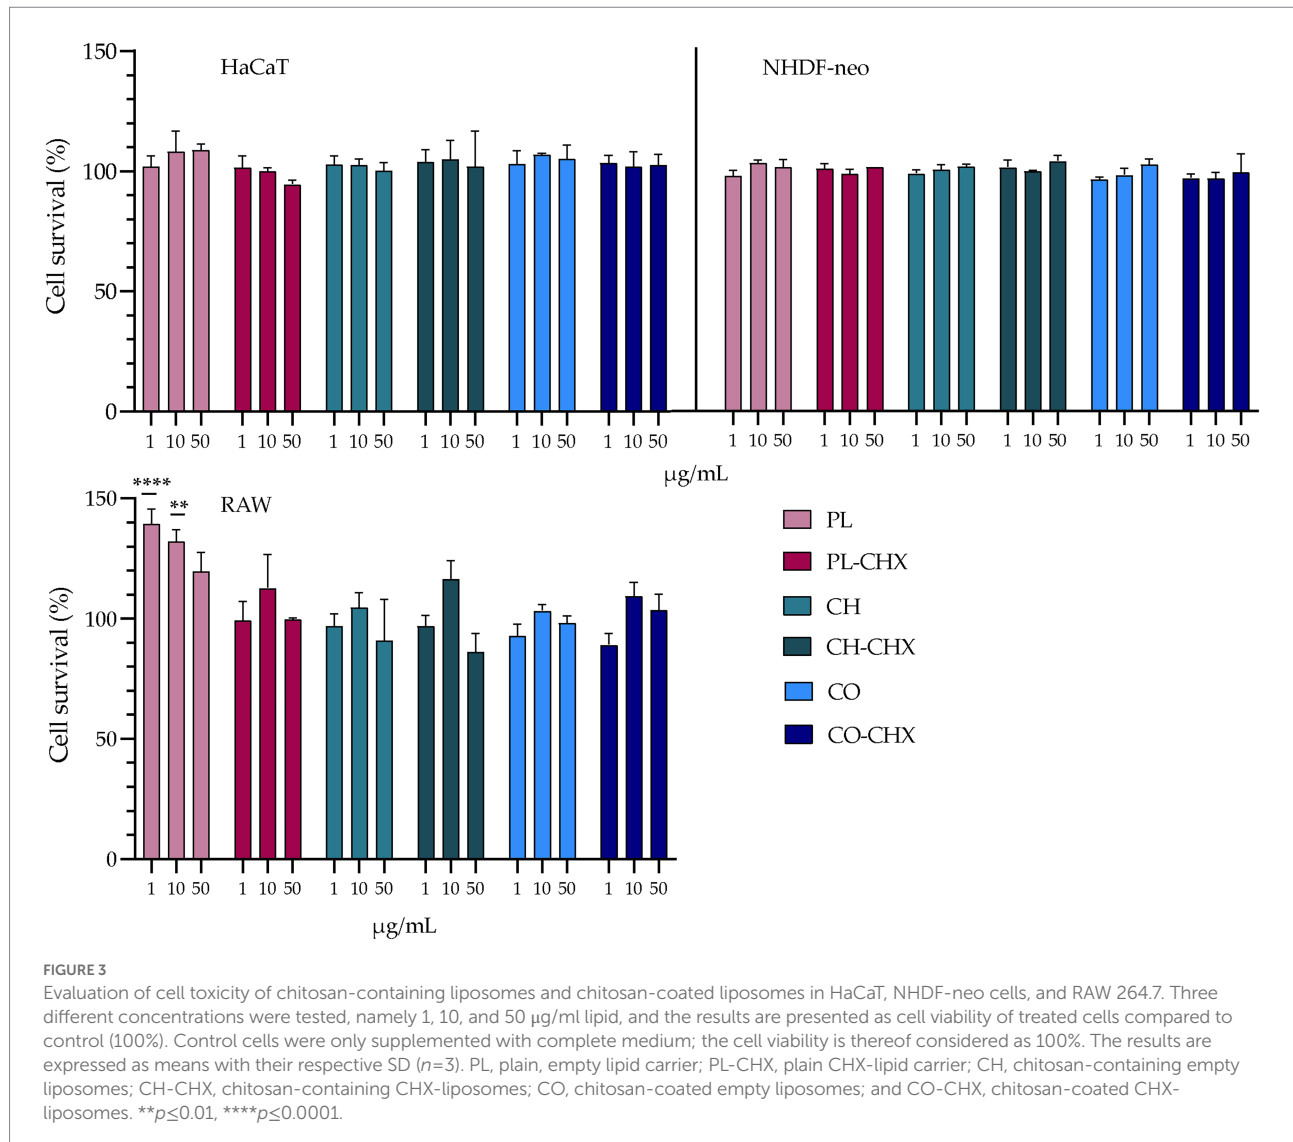 150
100
50
0
Cell survival (%)
HaCaT
NHDF-neo
1 10 50 1 10 50 1 10 50 1 10 50 1 10 50 1 10 50 1 10 50 1 10 50 1 10 50 1 10 50 1 10 50 1 10 50
µg/mL
150
100
50
0
Cell survival (%)
****
**
RAW
1 10 50 1 10 50 1 10 50 1 10 50 1 10 50 1 10 50
µg/mL
PL
PL-CHX
CH
CH-CHX
CO
CO-CHX
FIGURE 3
Evaluation of cell toxicity of chitosan-containing liposomes and chitosan-coated liposomes in HaCaT, NHDF-neo cells, and RAW 264.7. Three
different concentrations were tested, namely 1, 10, and 50 μg/ml lipid, and the results are presented as cell viability of treated cells compared to
control (100%). Control cells were only supplemented with complete medium; the cell viability is thereof considered as 100%. The results are
expressed as means with their respective SD (n=3). PL, plain, empty lipid carrier; PL-CHX, plain CHX-lipid carrier; CH, chitosan-containing empty
liposomes; CH-CHX, chitosan-containing CHX-liposomes; CO, chitosan-coated empty liposomes; and CO-CHX, chitosan-coated CHX-
liposomes. **p≤0.01, ****p≤0.0001.